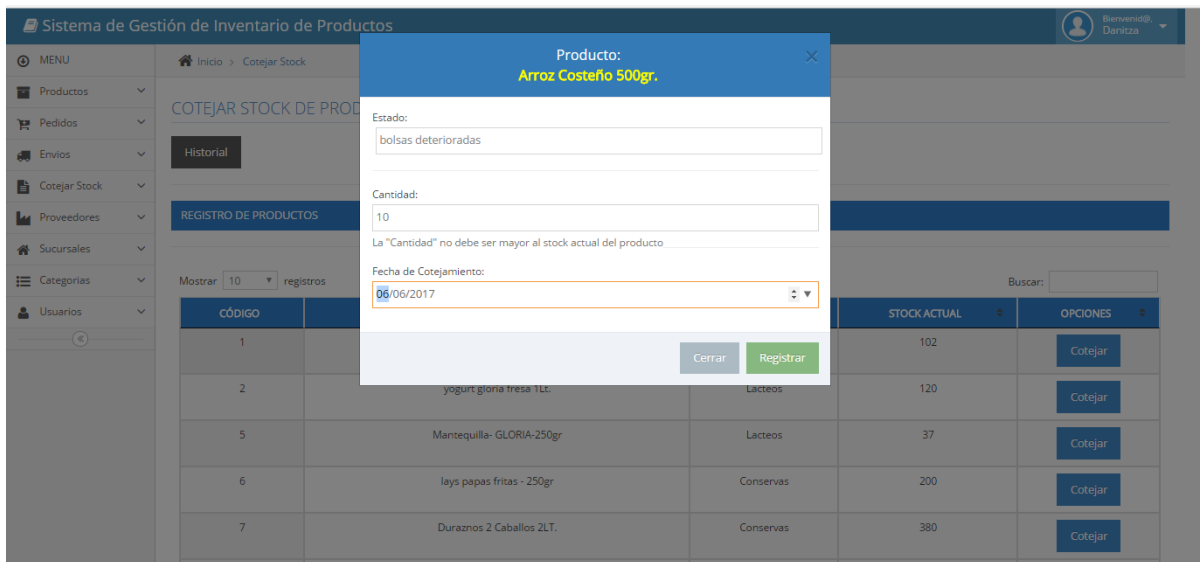 Sistema de Gestión de Inventario de Productos
Bienvenid@,
Danitza
MENU
Productos
Pedidos
Envios
Cotejar Stock
Proveedores
Sucursales
Categorias
Usuarios
Inicio > Cotejar Stock
COTEJAR STOCK DE PROD
Historial
REGISTRO DE PRODUCTOS
Mostrar 10 registros
Buscar:
Producto:
Arroz Costeño 500gr.
×
Estado:
bolsas deterioradas
Cantidad:
10
La "Cantidad" no debe ser mayor al stock actual del producto
Fecha de Cotejamiento:
06/06/2017
Cerrar Registrar
CÓDIGO STOCK ACTUAL OPCIONES
1 102 Cotejar
2 yogurt gloria fresa 1Lt. Lacteos 120 Cotejar
5 Mantequilla- GLORIA-250gr Lacteos 37 Cotejar
6 lays papas fritas - 250gr Conservas 200 Cotejar
7 Duraznos 2 Caballos 2LT. Conservas 380 Cotejar